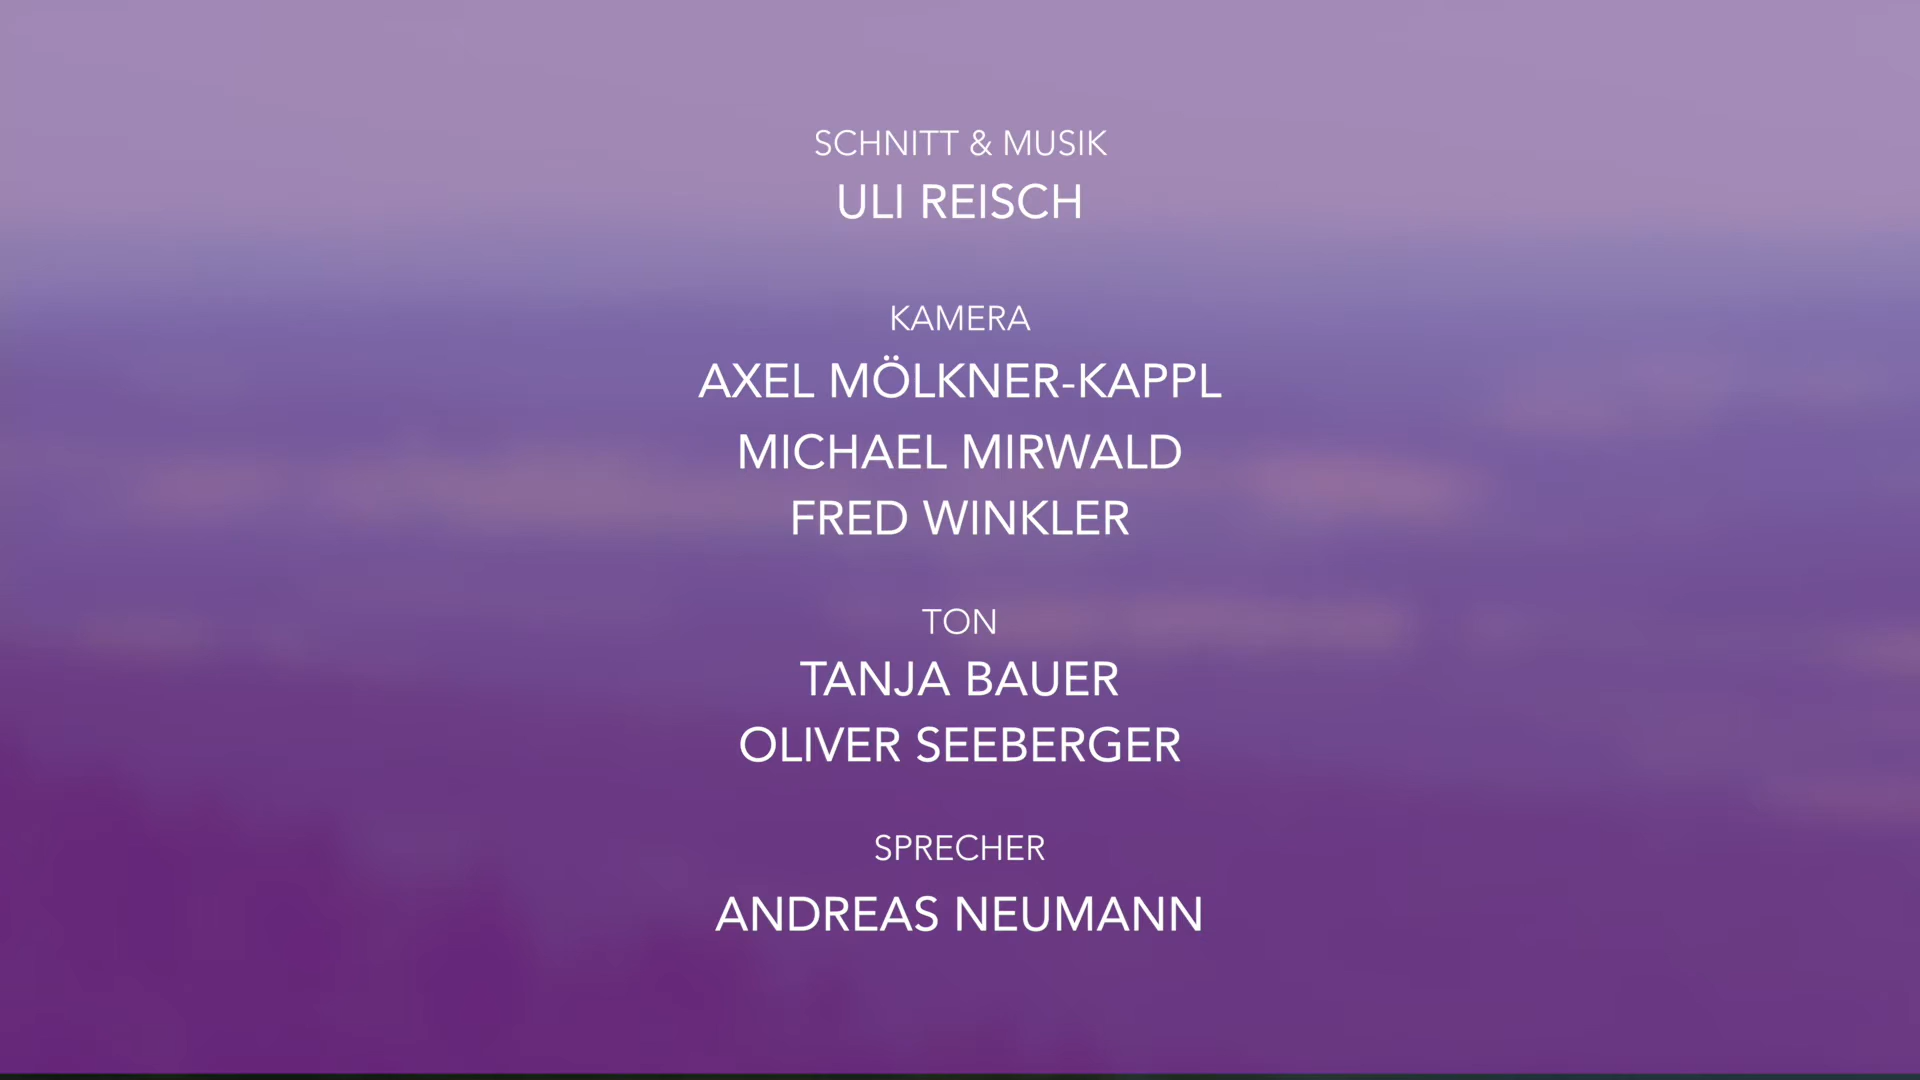 SCHNITT & MUSIK
ULI REISCH
KAMERA
AXEL MÖLKNER-KAPPL
MICHAEL MIRWALD
FRED WINKLER
TON
TANJA BAUER
OLIVER SEEBERGER
SPRECHER
ANDREAS NEUMANN